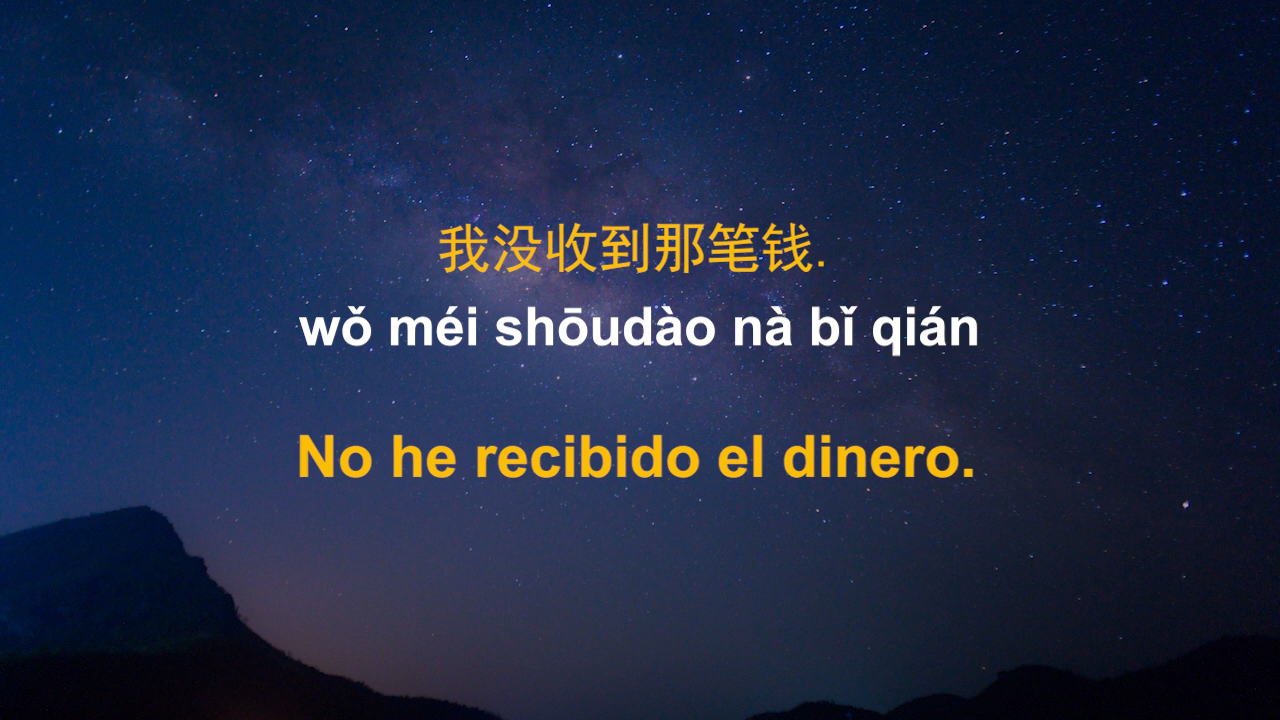 我没收到那笔钱.
wǒ méi shōudào nà bǐ qián
No he recibido el dinero.